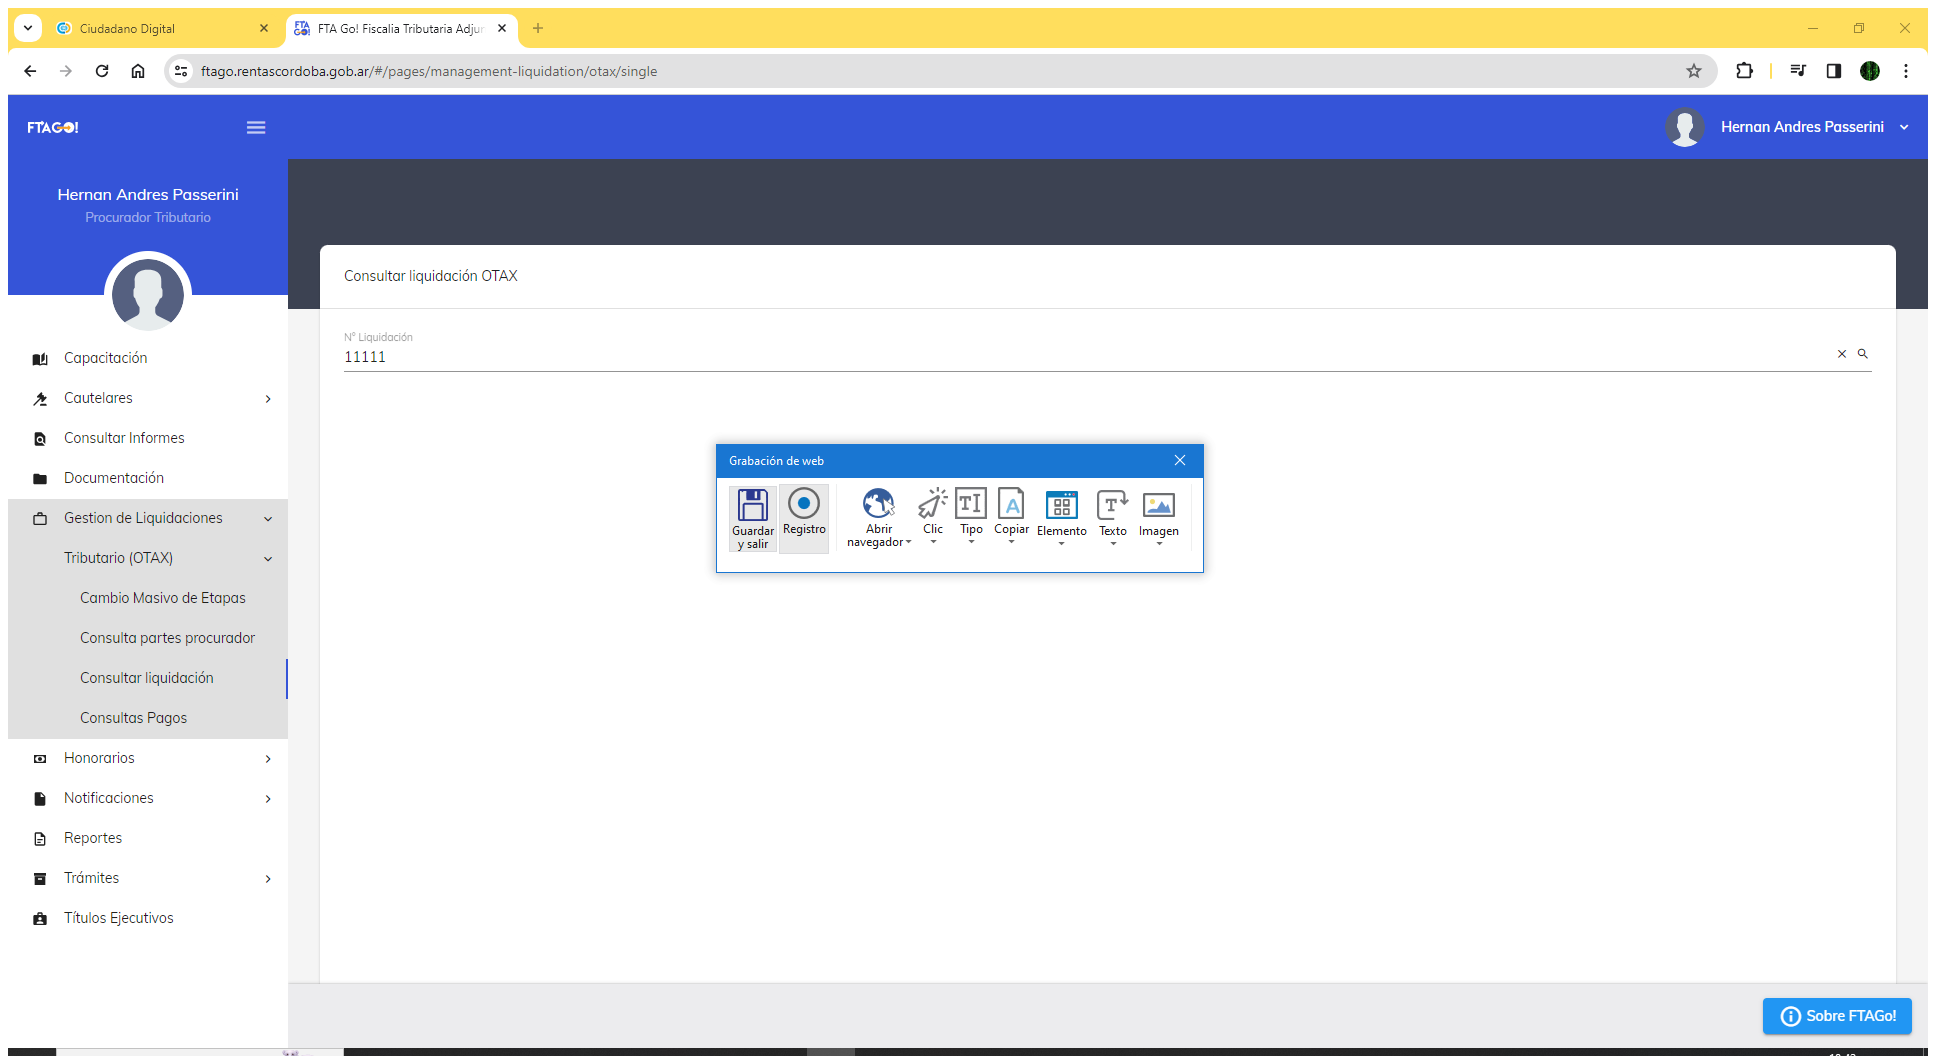 Ciudadano Digital
FTA Go! Fiscalia Tributaria Adjun
ftago.rentascordoba.gob.ar/#/pages/management-liquidation/otax/single
FTAGO!
Hernan Andres Passerini
Hernan Andres Passerini
Procurador Tributario
Consultar liquidación OTAX
N° Liquidación
11111
Capacitación
Cautelares
Consultar Informes
Documentación
Gestion de Liquidaciones
Tributario (OTAX)
Cambio Masivo de Etapas
Consulta partes procurador
Consultar liquidación
Consultas Pagos
Honorarios
Notificaciones
Reportes
Trámites
Títulos Ejecutivos
Grabación de web
Guardar y salir
Registro
Abrir navegador
Clic
Tipo
Copiar
Elemento
Texto
Imagen
Sobre FTAGo!